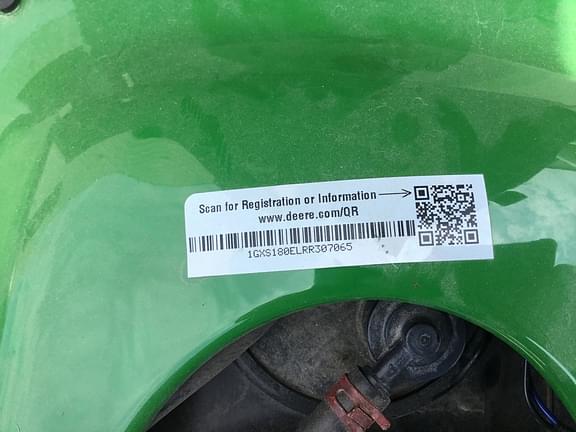 Scan for Registration or Information
www.deere.com/QR
1GXS180ELRR307065